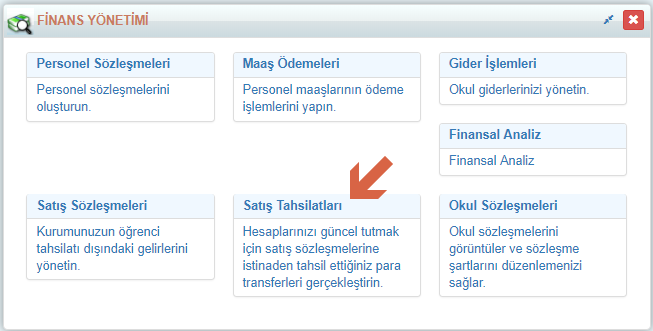 FİNANS YÖNETİMİ
Personel Sözleşmeleri
Personel sözleşmelerini
oluşturun.
Maaş Ödemeleri
Personel maaşlarının ödeme
işlemlerini yapın.
Gider İşlemleri
Okul giderlerinizi yönetin.
Finansal Analiz
Finansal Analiz
Satış Sözleşmeleri
Kurumunuzun öğrenci
tahsilatı dışındaki gelirlerini
yönetin.
Satış Tahsilatları
Hesaplarınızı güncel tutmak
için satış sözleşmelerine
istinaden tahsil ettiğiniz para
transferleri gerçekleştirin.
Okul Sözleşmeleri
Okul sözleşmelerini
görüntüler ve sözleşme
şartlarını düzenlemenizi
sağlar.